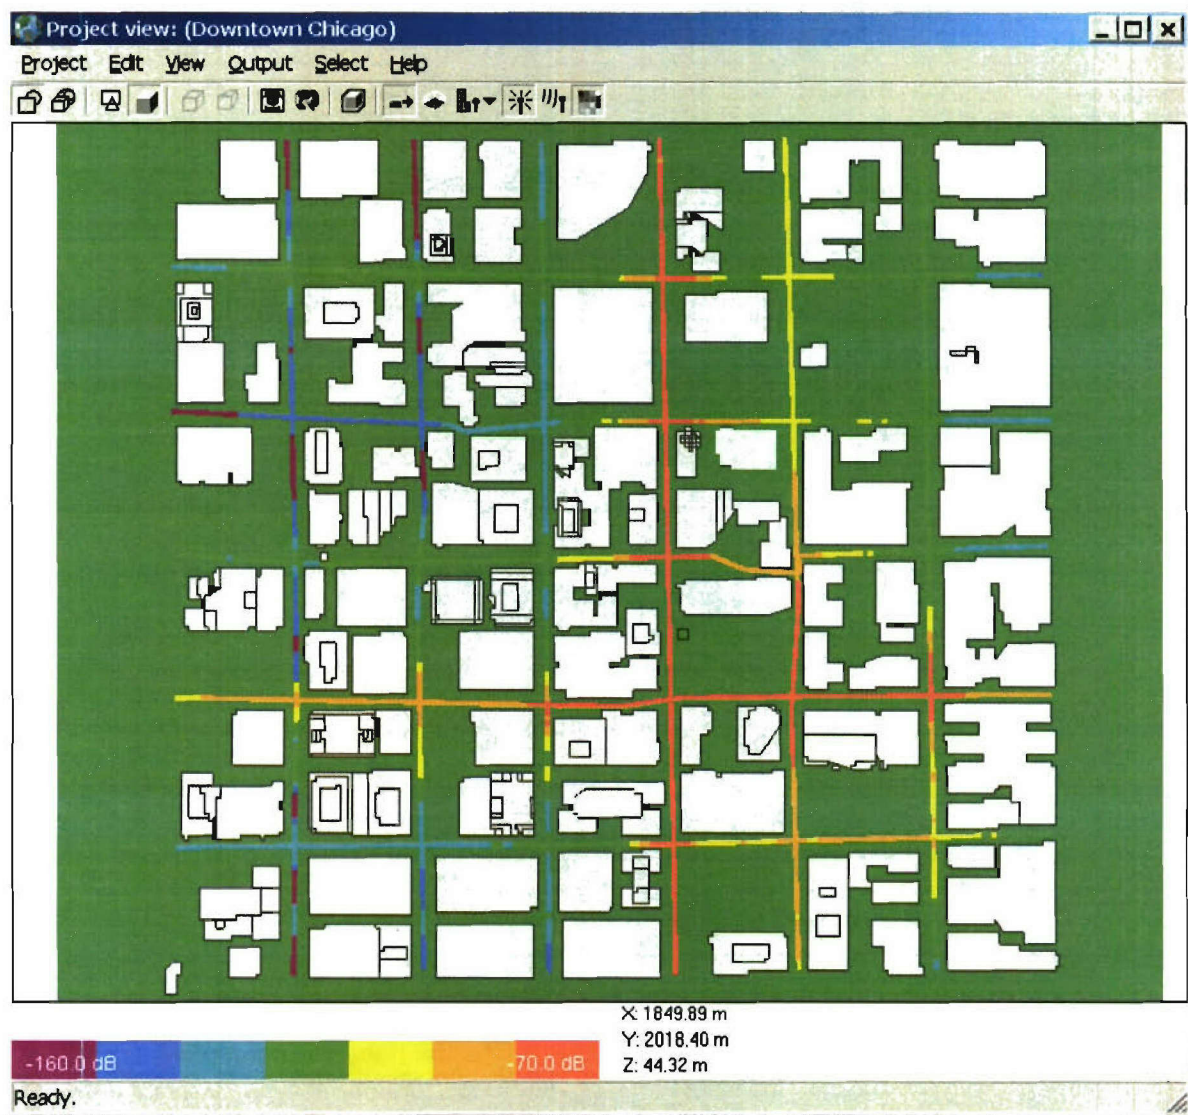 Project view: (Downtown Chicago)
Project Edit View Output Select Help
X: 1849.89 m
Y: 2018.40 m
-160.0 dB -70.0 dB Z: 44.32 m
Ready.